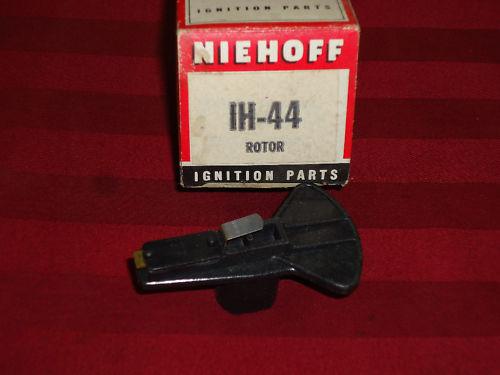 IGNITION PARTS
NIEHOFF
IH-44
ROTOR
IGNITION PARTS